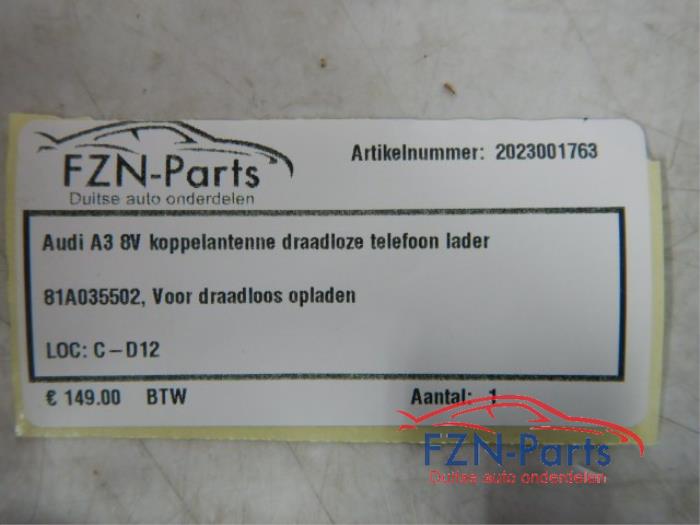 FZN-Parts
Duitse auto onderdelen
Artikelnummer: 2023001763
Audi A3 8V koppelantenne draadloze telefoon lader
81A035502, Voor draadloos opladen
LOC: C-D12
€ 149.00 BTW
Aantal: 1
FZN-Parts
Duitse auto onderdelen